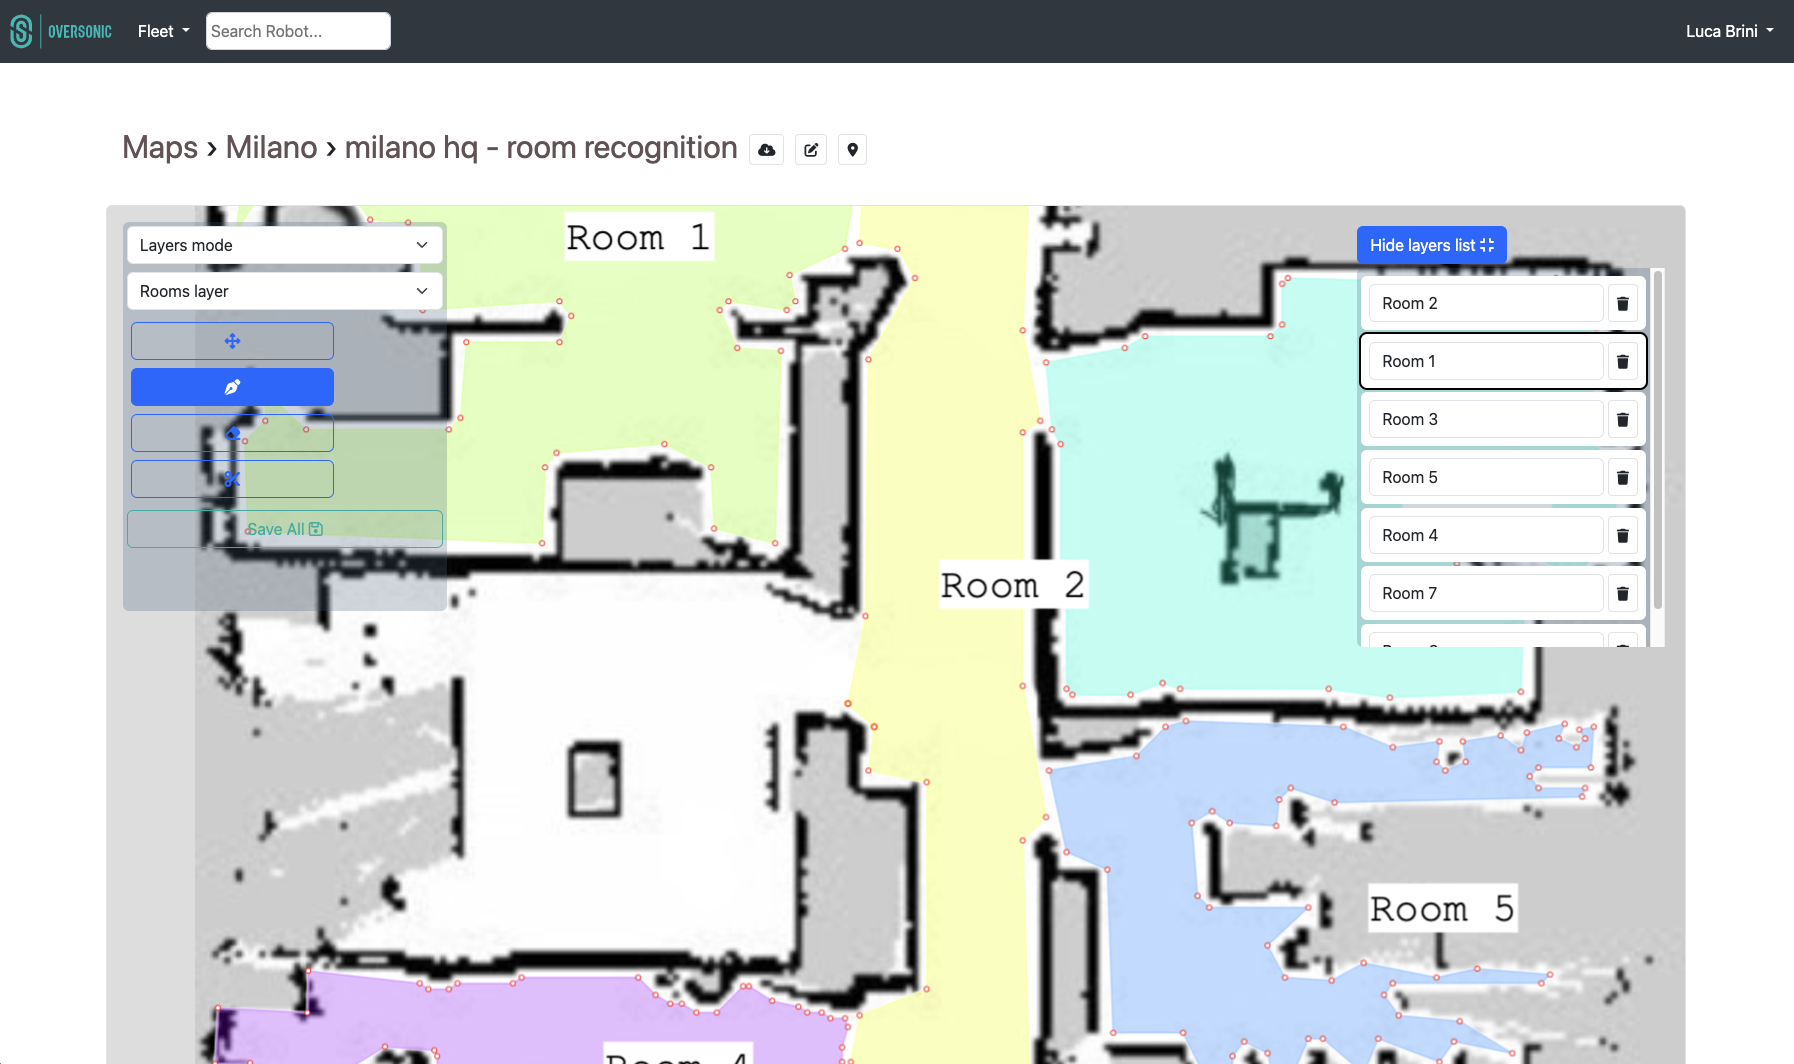 OVERSONIC
Fleet
Search Robot...
Luca Brini
Maps › Milano › milano hq - room recognition
Layers mode
Rooms layer
Save All
Hide layers list
Room 2
Room 1
Room 3
Room 5
Room 4
Room 7
Room 1
Room 2
Room 5
Room 4